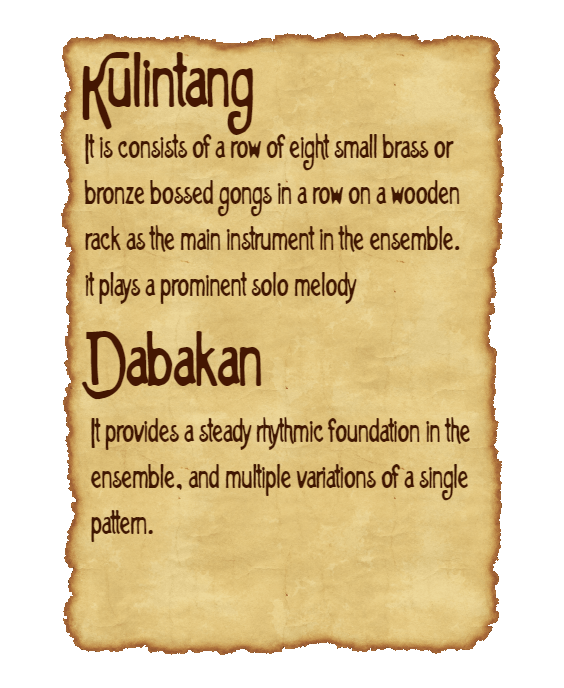 Kulintang
It is consists of a row of eight small brass or
bronze bossed gongs in a row on a wooden
rack as the main instrument in the ensemble.
it plays a prominent solo melody
Dabakan
It provides a steady rhythmic foundation in the
ensemble, and multiple variations of a single
pattern.